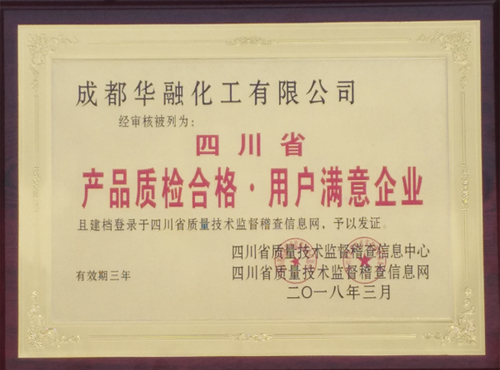 成都华融化工有限公司
经审核被列为：
四川省
产品质检合格·用户满意企业
且建档登录于四川省质量技术监督稽查信息网，予以发证。
四川省质量技术监督稽查信息中心
有效期三年
四川省质量技术监督稽查信息网
二〇一八年三月